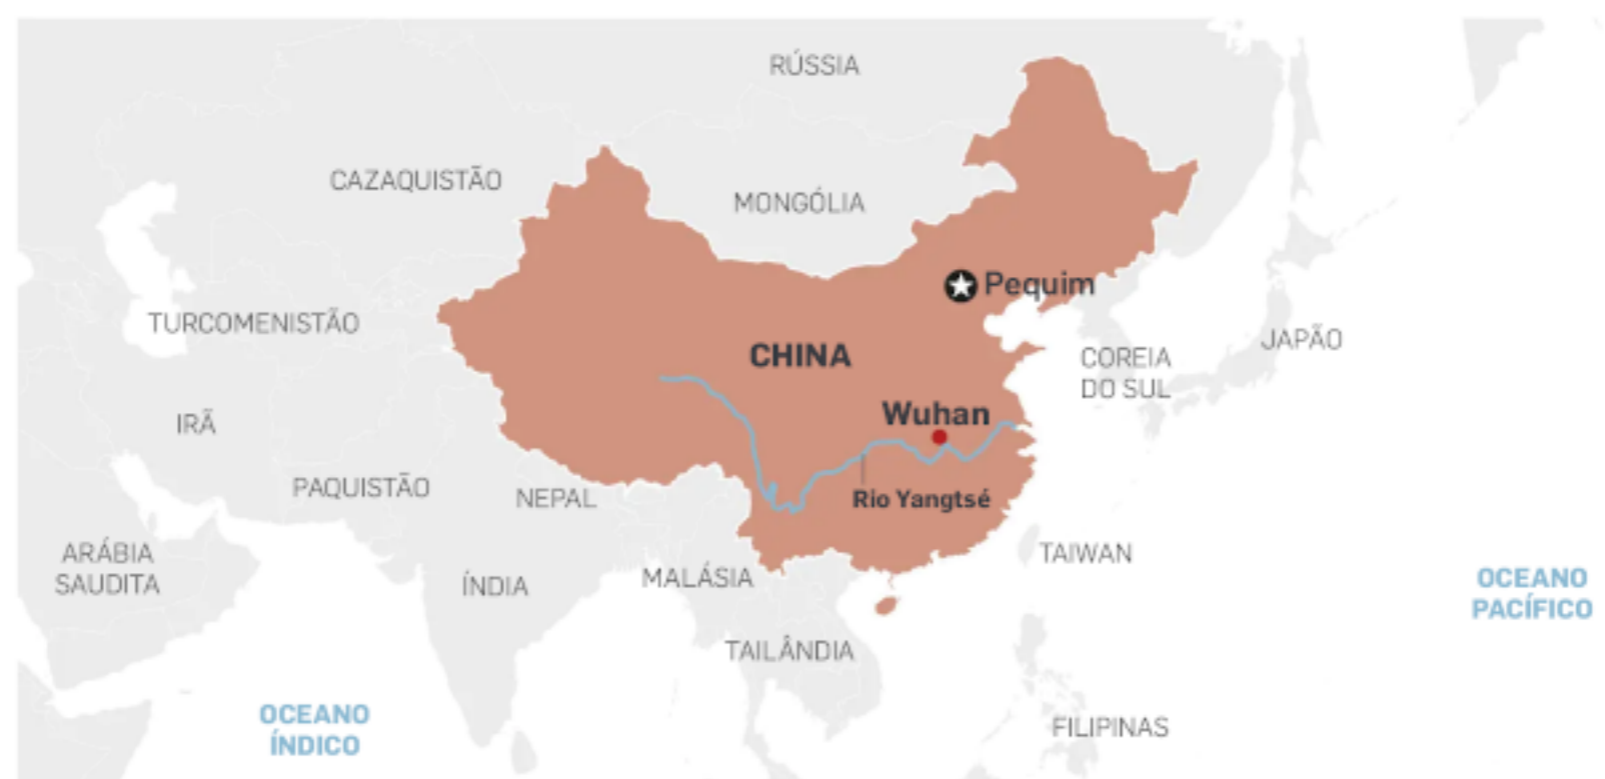 RÚSSIA
CAZAQUISTÃO
MONGÓLIA
Pequim
TURCOMENISTÃO
JAPÃO
CHINA
COREIA
DO SUL
Wuhan
IRÃ
PAQUISTÃO
NEPAL
Rio Yangtsé
ARÁBIA
SAUDITA
TAIWAN
ÍNDIA
MALÁSIA
OCEANO
PACÍFICO
TAILÂNDIA
OCEANO
ÍNDICO
FILIPINAS